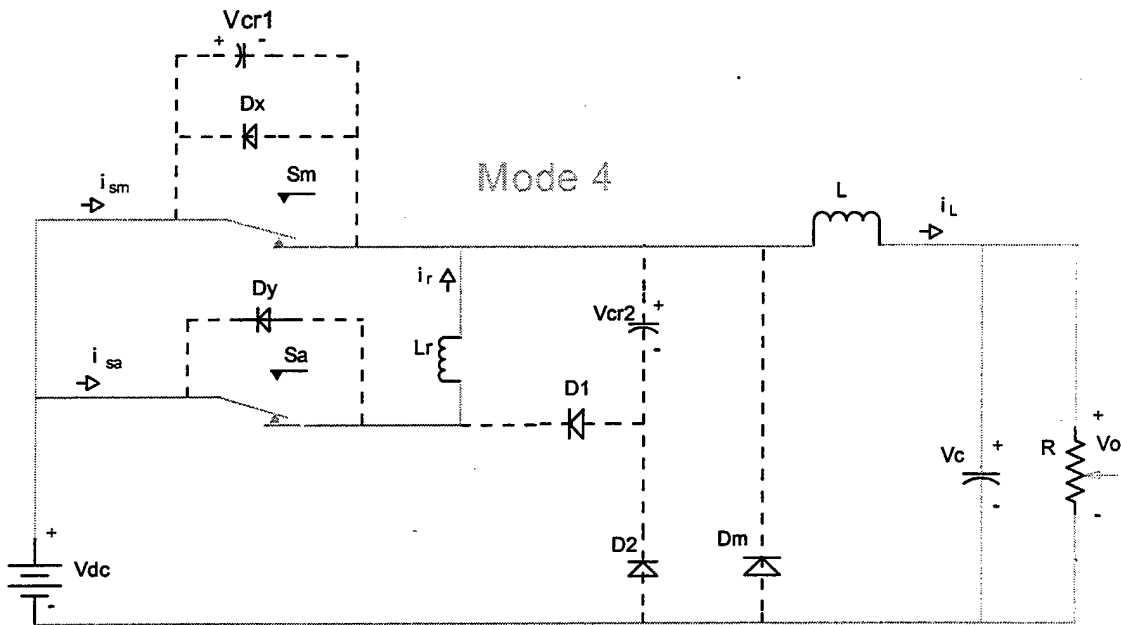 Vcr1
+ -
Dx
Sm
Mode 4
i sm
L
i L
i r
Dy
Vcr2
+
-
Lr
Sa
i sa
D1
+
Vc
+
R
Vo
-
-
D2
Dm
+
Vdc
-